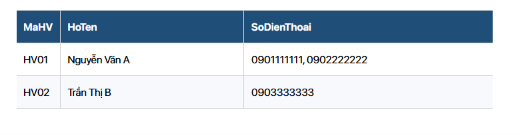 MaHV HoTen SoDienThoai
HV01 Nguyễn Văn A 0901111111, 0902222222
HV02 Trần Thị B 0903333333